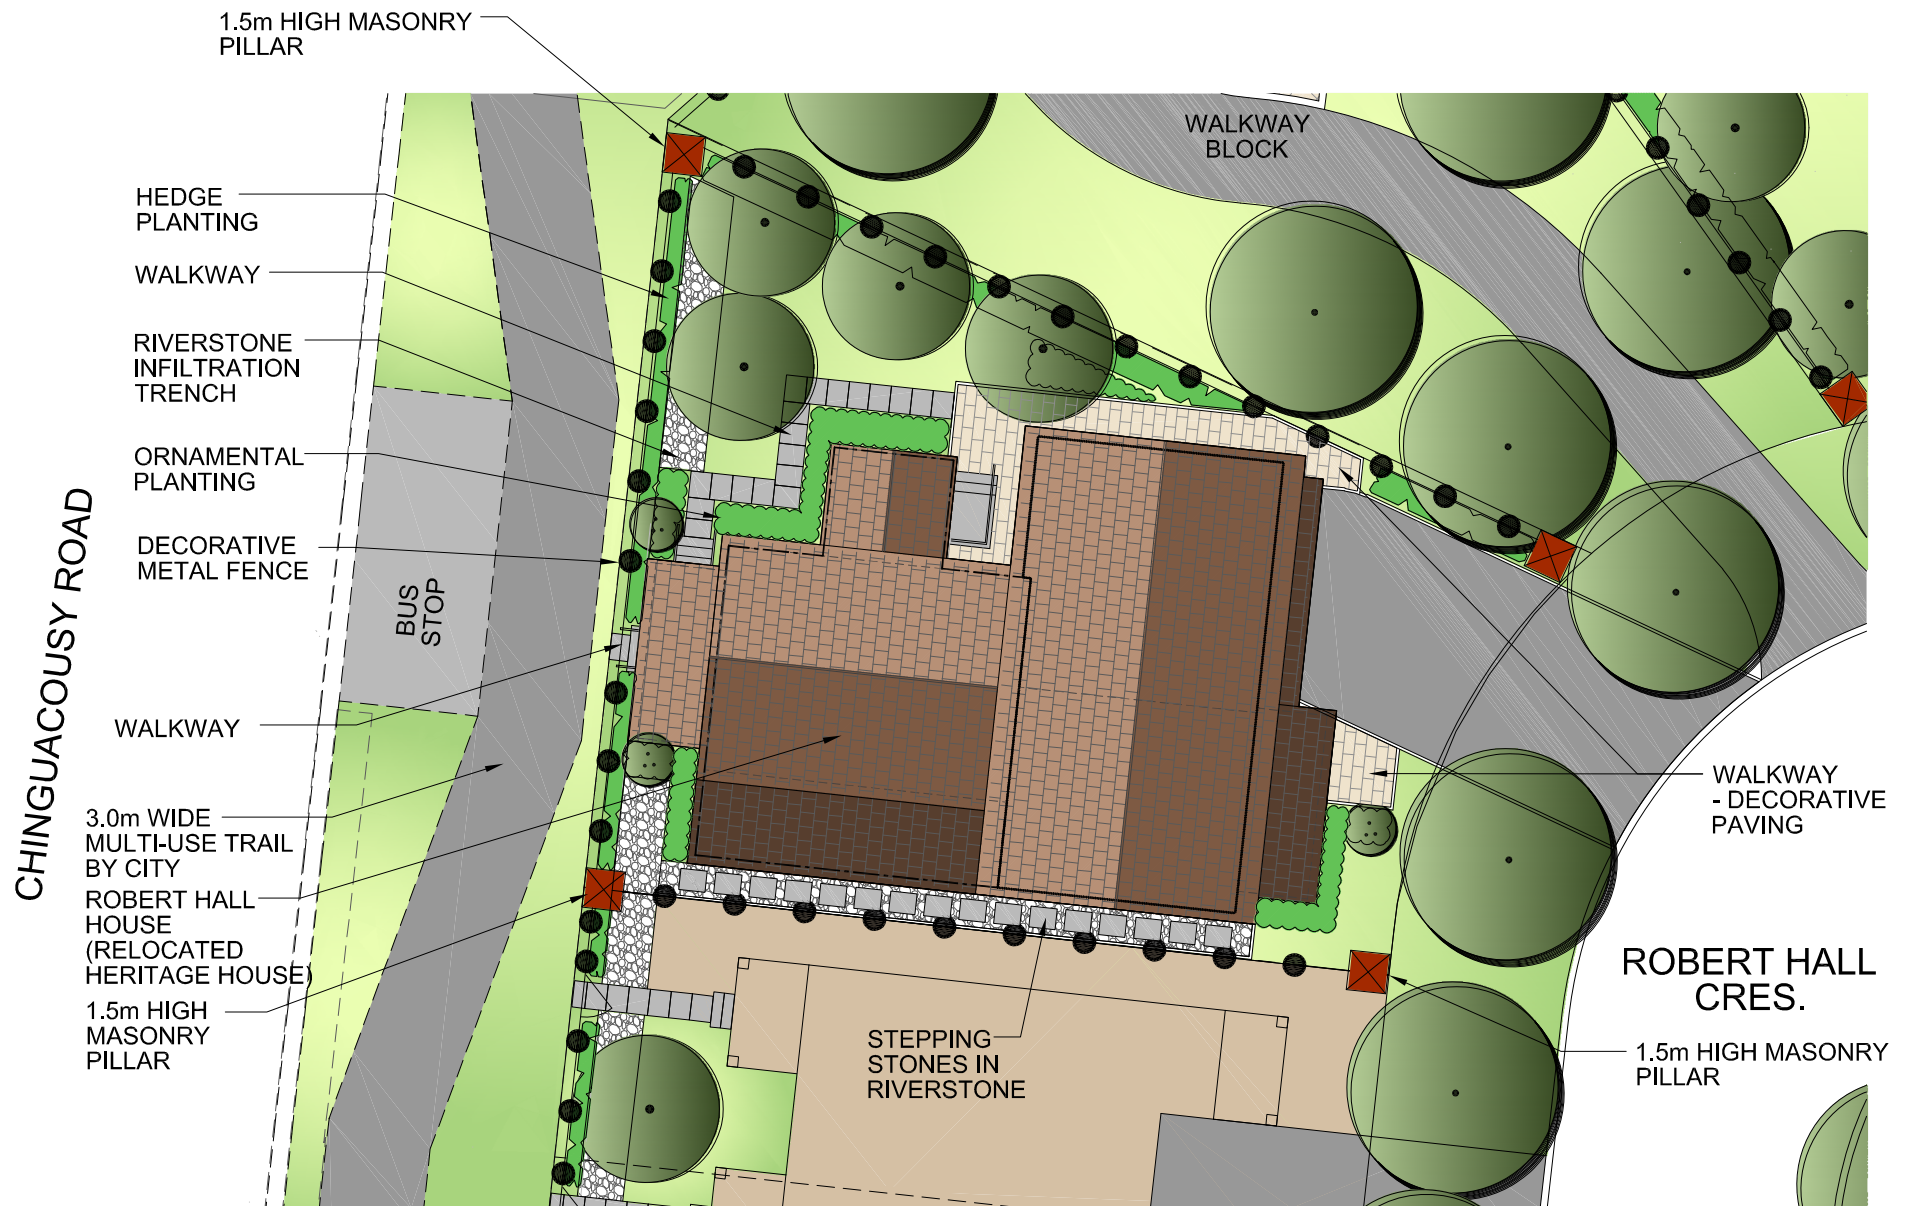 1.5m HIGH MASONRY
PILLAR
WALKWAY
BLOCK
HEDGE
PLANTING
WALKWAY
RIVERSTONE
INFILTRATION
TRENCH
ORNAMENTAL
PLANTING
DECORATIVE
METAL FENCE
BUS
STOP
CHINGUACOUSY ROAD
WALKWAY
3.0m WIDE
MULTI-USE TRAIL
BY CITY
ROBERT HALL
HOUSE
(RELOCATED
HERITAGE HOUSE)
1.5m HIGH
MASONRY
PILLAR
STEPPING
STONES IN
RIVERSTONE
WALKWAY
- DECORATIVE
PAVING
ROBERT HALL
CRES.
1.5m HIGH MASONRY
PILLAR